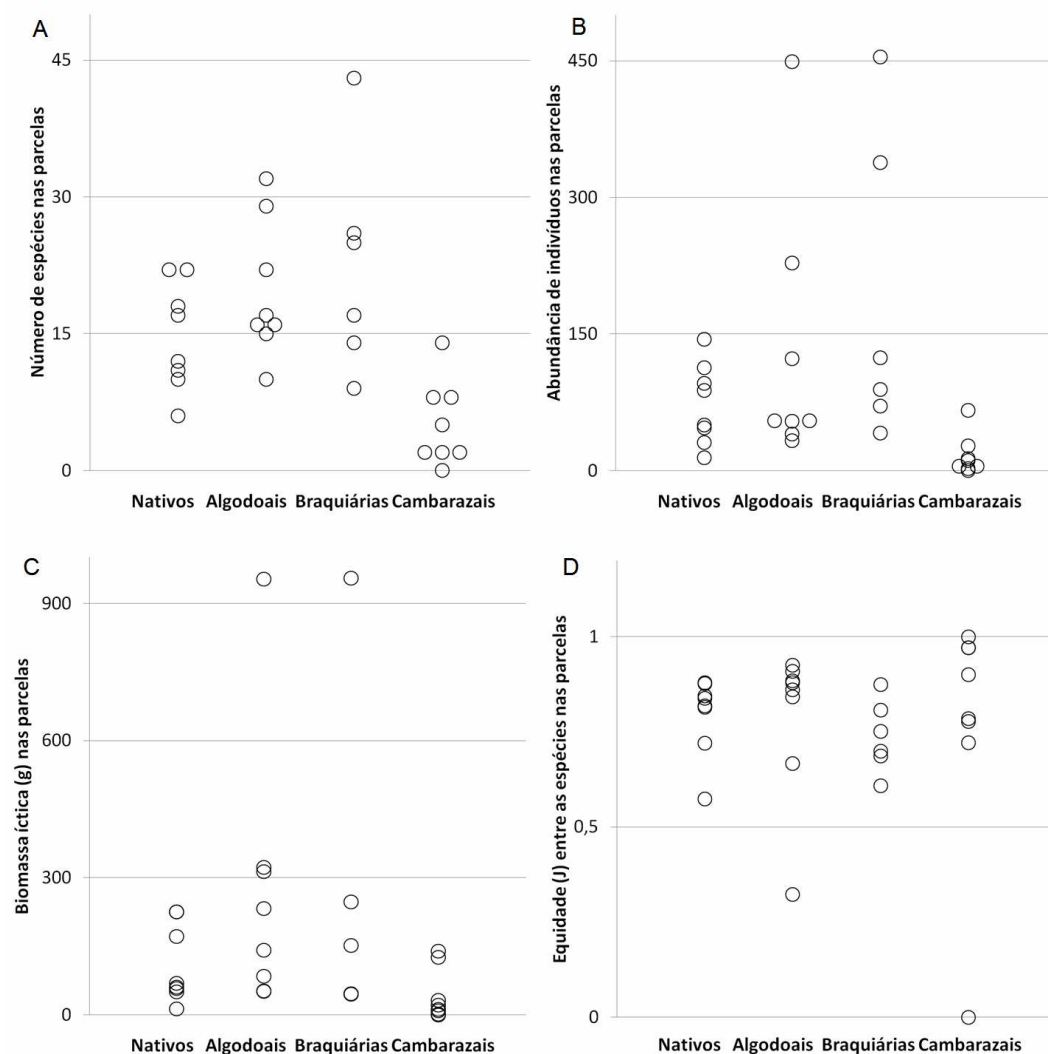 A
Número de espécies nas parcelas
45
30
15
0
Nativos Algodoais Braquiárias Cambarazais
B
Abundância de indivíduos nas parcelas
450
300
150
0
Nativos Algodoais Braquiárias Cambarazais
C
Biomassa íctica (g) nas parcelas
900
600
300
0
Nativos Algodoais Braquiárias Cambarazais
D
Equidade (J) entre as espécies nas parcelas
1
0,5
0
Nativos Algodoais Braquiárias Cambarazais